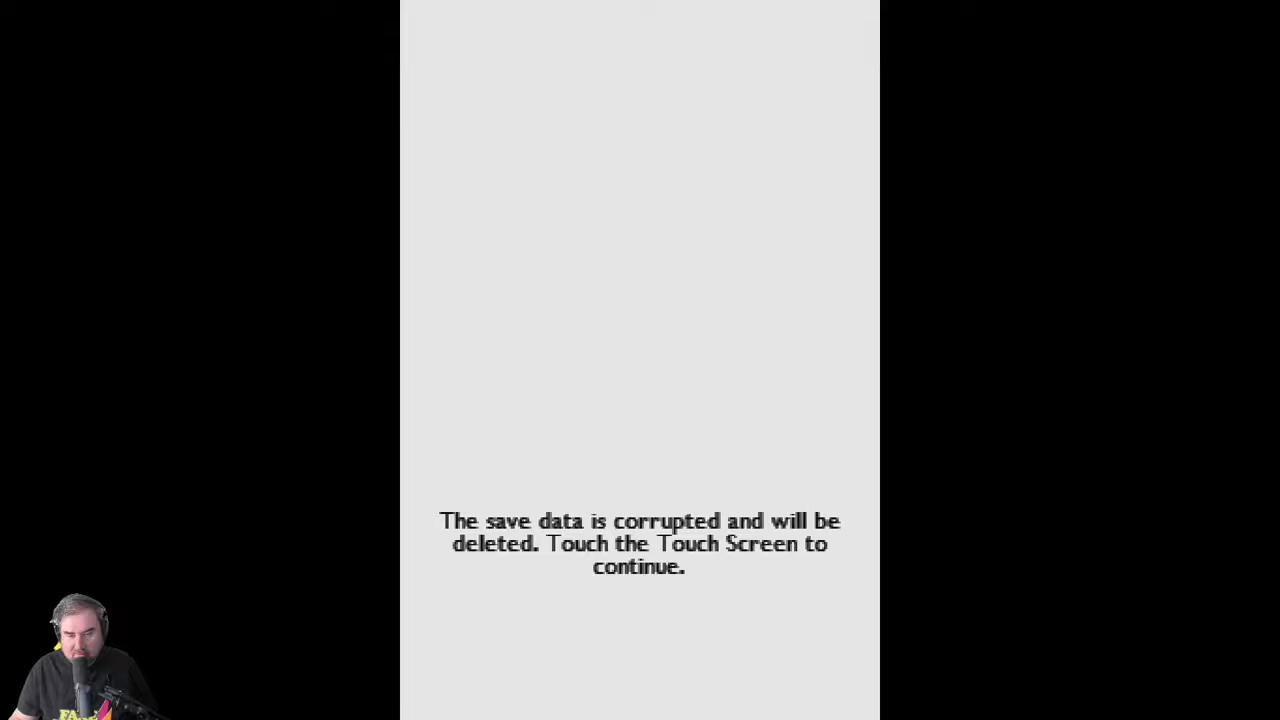 The save data is corrupted and will be
deleted. Touch the Touch Screen to
continue.